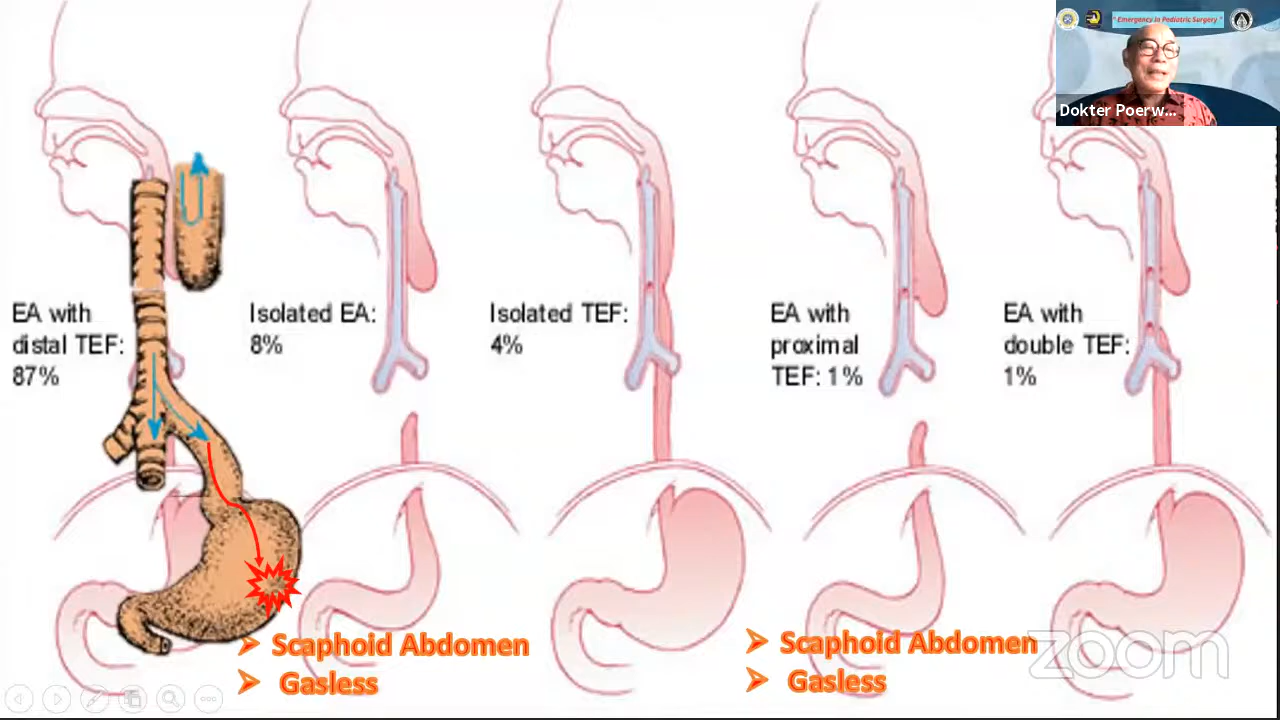 " Emergency in Pediatric Surgery "
Dokter Poerw...
EA with
distal TEF:
87%
Isolated EA:
8%
Isolated TEF:
4%
EA with
proximal
TEF: 1%
EA with
double TEF:
1%
➢ Scaphoid Abdomen
➢ Gasless
➢ Scaphoid Abdomen
➢ Gasless
zoom